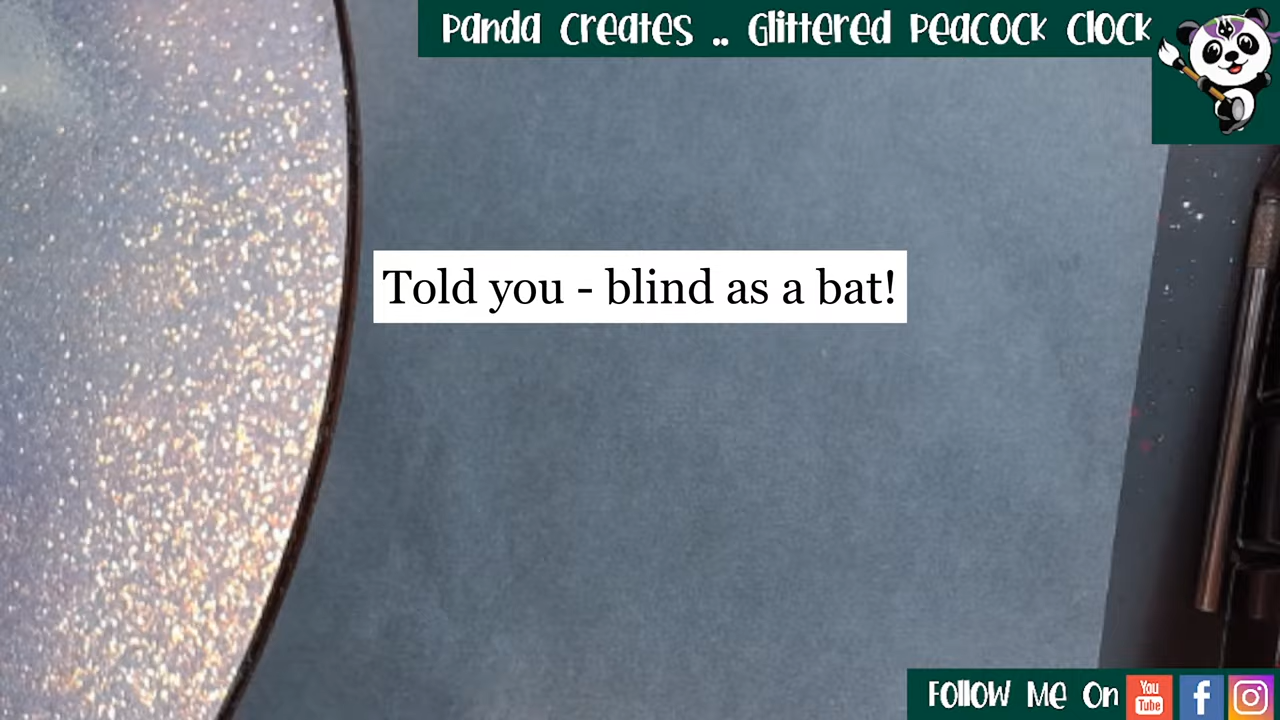 Panda Creates .. Glittered Peacock Clock
Told you - blind as a bat!
Follow Me On
You
Tube
f